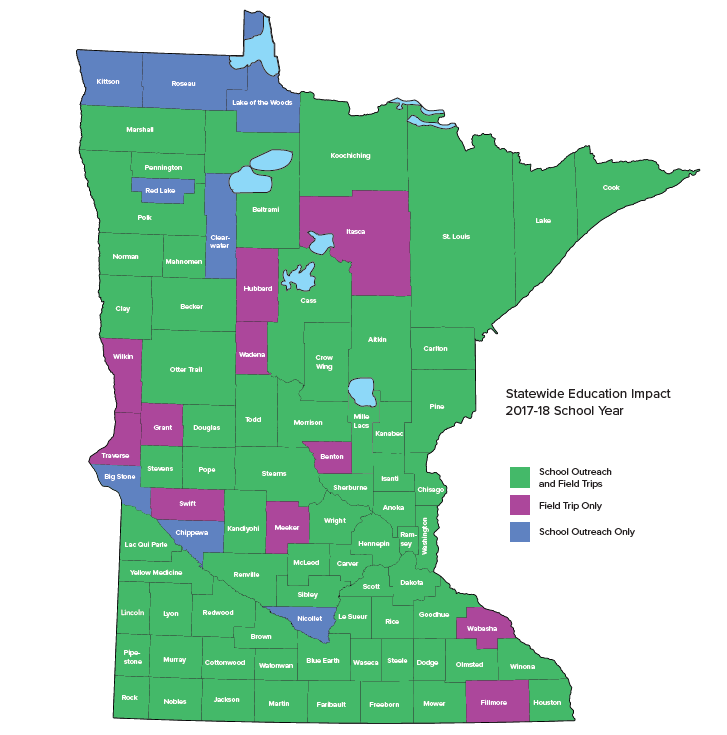 Kittson
Roseau
Lake of the Woods
Marshall
Koochiching
Pennington
Red Lake
Cook
Polk
Beltrami
Lake
Clear-
water
Itasca
St. Louis
Norman
Mahnomen
Hubbard
Cass
Clay
Becker
Aitkin
Carlton
Wilkin
Wadena
Crow
Wing
Otter Trail
Pine
Statewide Education Impact
2017-18 School Year
Grant
Douglas
Todd
Morrison
Mille
Lacs
Kanebec
Traverse
Benton
Stevens
Pope
Stearns
Big Stone
Sherburne
Isanti
Chisago
School Outreach
and Field Trips
Swift
Anoka
Field Trip Only
Kandiyohi
Meeker
Wright
Washington
Chippewa
School Outreach Only
Lac Qui Parle
Hennepin
Ram-
sey
McLeod
Carver
Yellow Medicine
Renville
Scott
Dakota
Sibley
Lincoln
Lyon
Redwood
Nicollet
Le Sueur
Rice
Goodhue
Wabasha
Brown
Pipe-
stone
Murray
Cottonwood
Watonwan
Blue Earth
Waseca
Steele
Dodge
Olmsted
Winona
Rock
Nobles
Jackson
Martin
Faribault
Freeborn
Mower
Fillmore
Houston